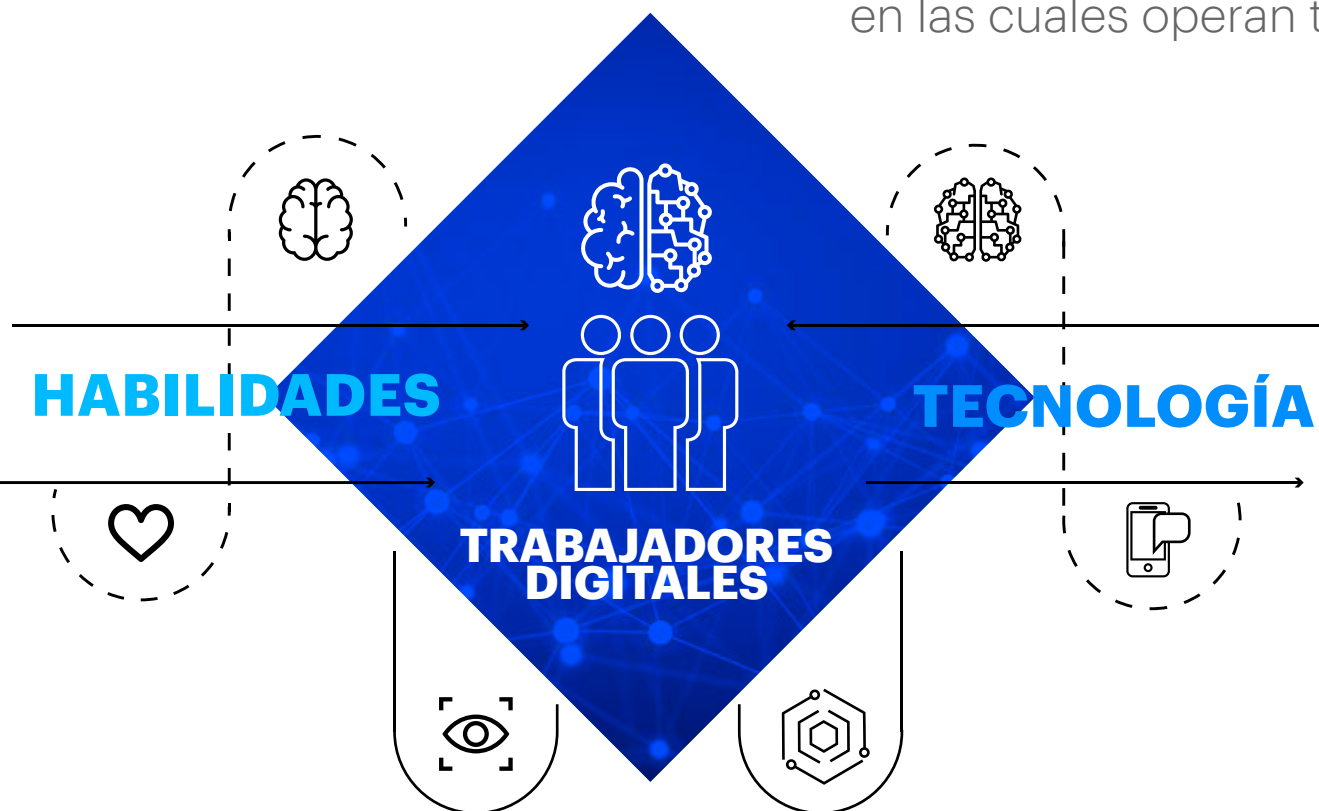 en las cuales operan t
HABILIDADES
TECNOLOGÍA
TRABAJADORES
DIGITALES